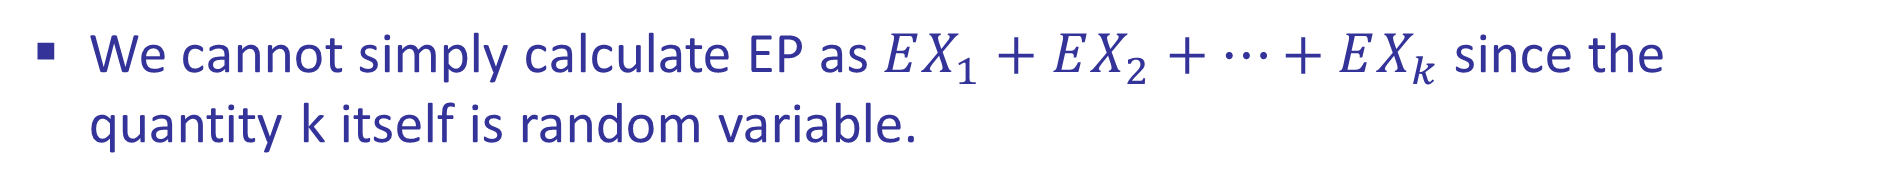 ▪ We cannot simply calculate EP as 𝐸𝑋₁ + 𝐸𝑋₂ + ⋯ + 𝐸𝑋ₖ since the
quantity k itself is random variable.